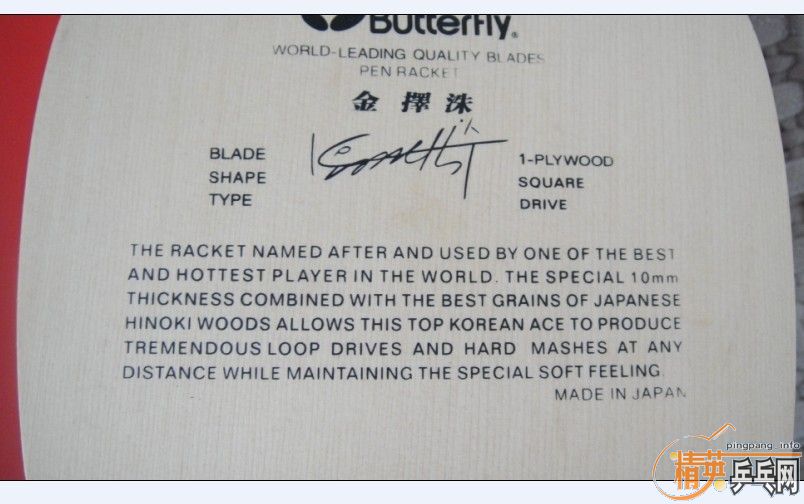 Butterfly®
WORLD-LEADING QUALITY BLADES
PEN RACKET
金擇洙
BLADE 1-PLYWOOD
SHAPE SQUARE
TYPE DRIVE
THE RACKET NAMED AFTER AND USED BY ONE OF THE BEST
AND HOTTEST PLAYER IN THE WORLD. THE SPECIAL 10mm
THICKNESS COMBINED WITH THE BEST GRAINS OF JAPANESE
HINOKI WOODS ALLOWS THIS TOP KOREAN ACE TO PRODUCE
TREMENDOUS LOOP DRIVES AND HARD MASHES AT ANY
DISTANCE WHILE MAINTAINING THE SPECIAL SOFT FEELING.
MADE IN JAPAN
pingpang.info
精英乒乓网